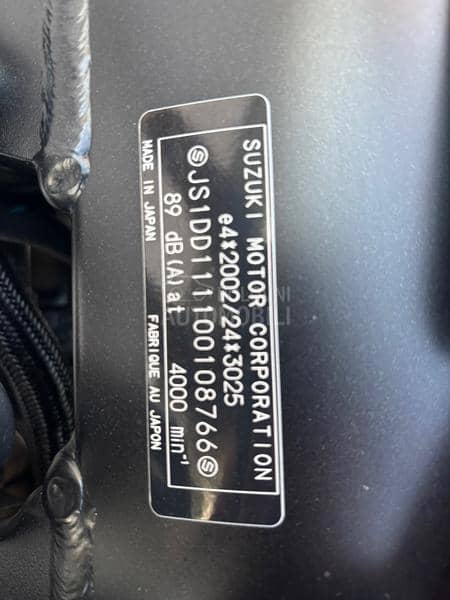 SUZUKI MOTOR CORPORATION
e4*2002/24*3025
ⓈJS1DD111100108766Ⓢ
89 dB(A)at 4000 min⁻¹
MADE IN JAPAN FABRIQUE AU JAPON